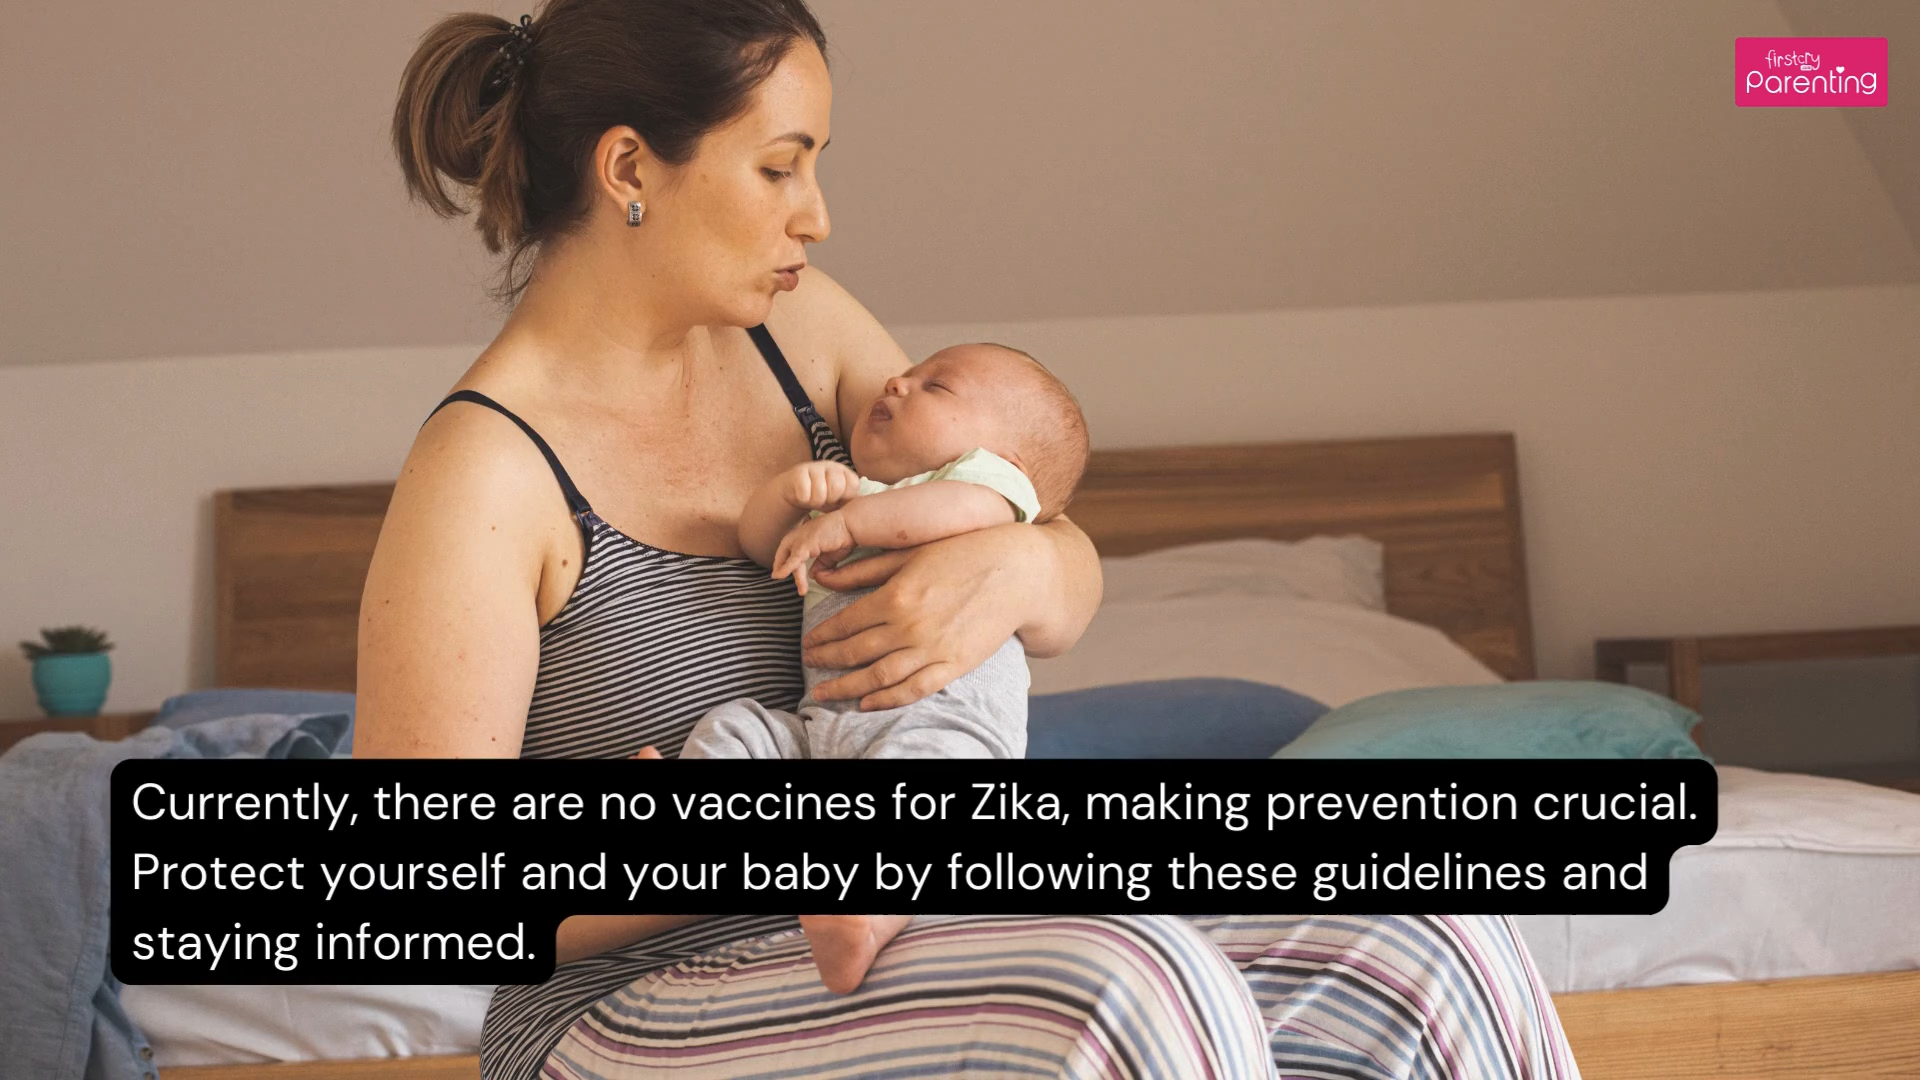 firstcry
Parenting
Currently, there are no vaccines for Zika, making prevention crucial.
Protect yourself and your baby by following these guidelines and
staying informed.